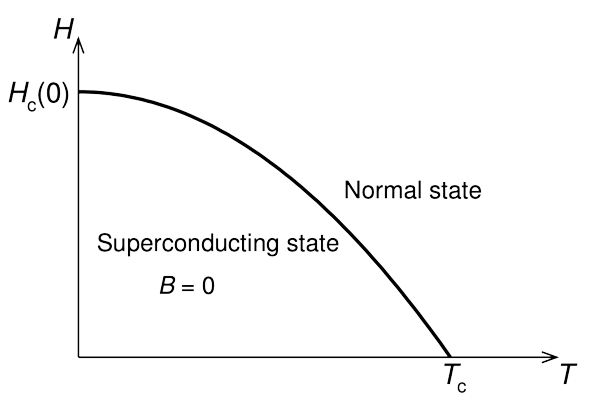 H
Hc(0)
Normal state
Superconducting state
B = 0
Tc
T